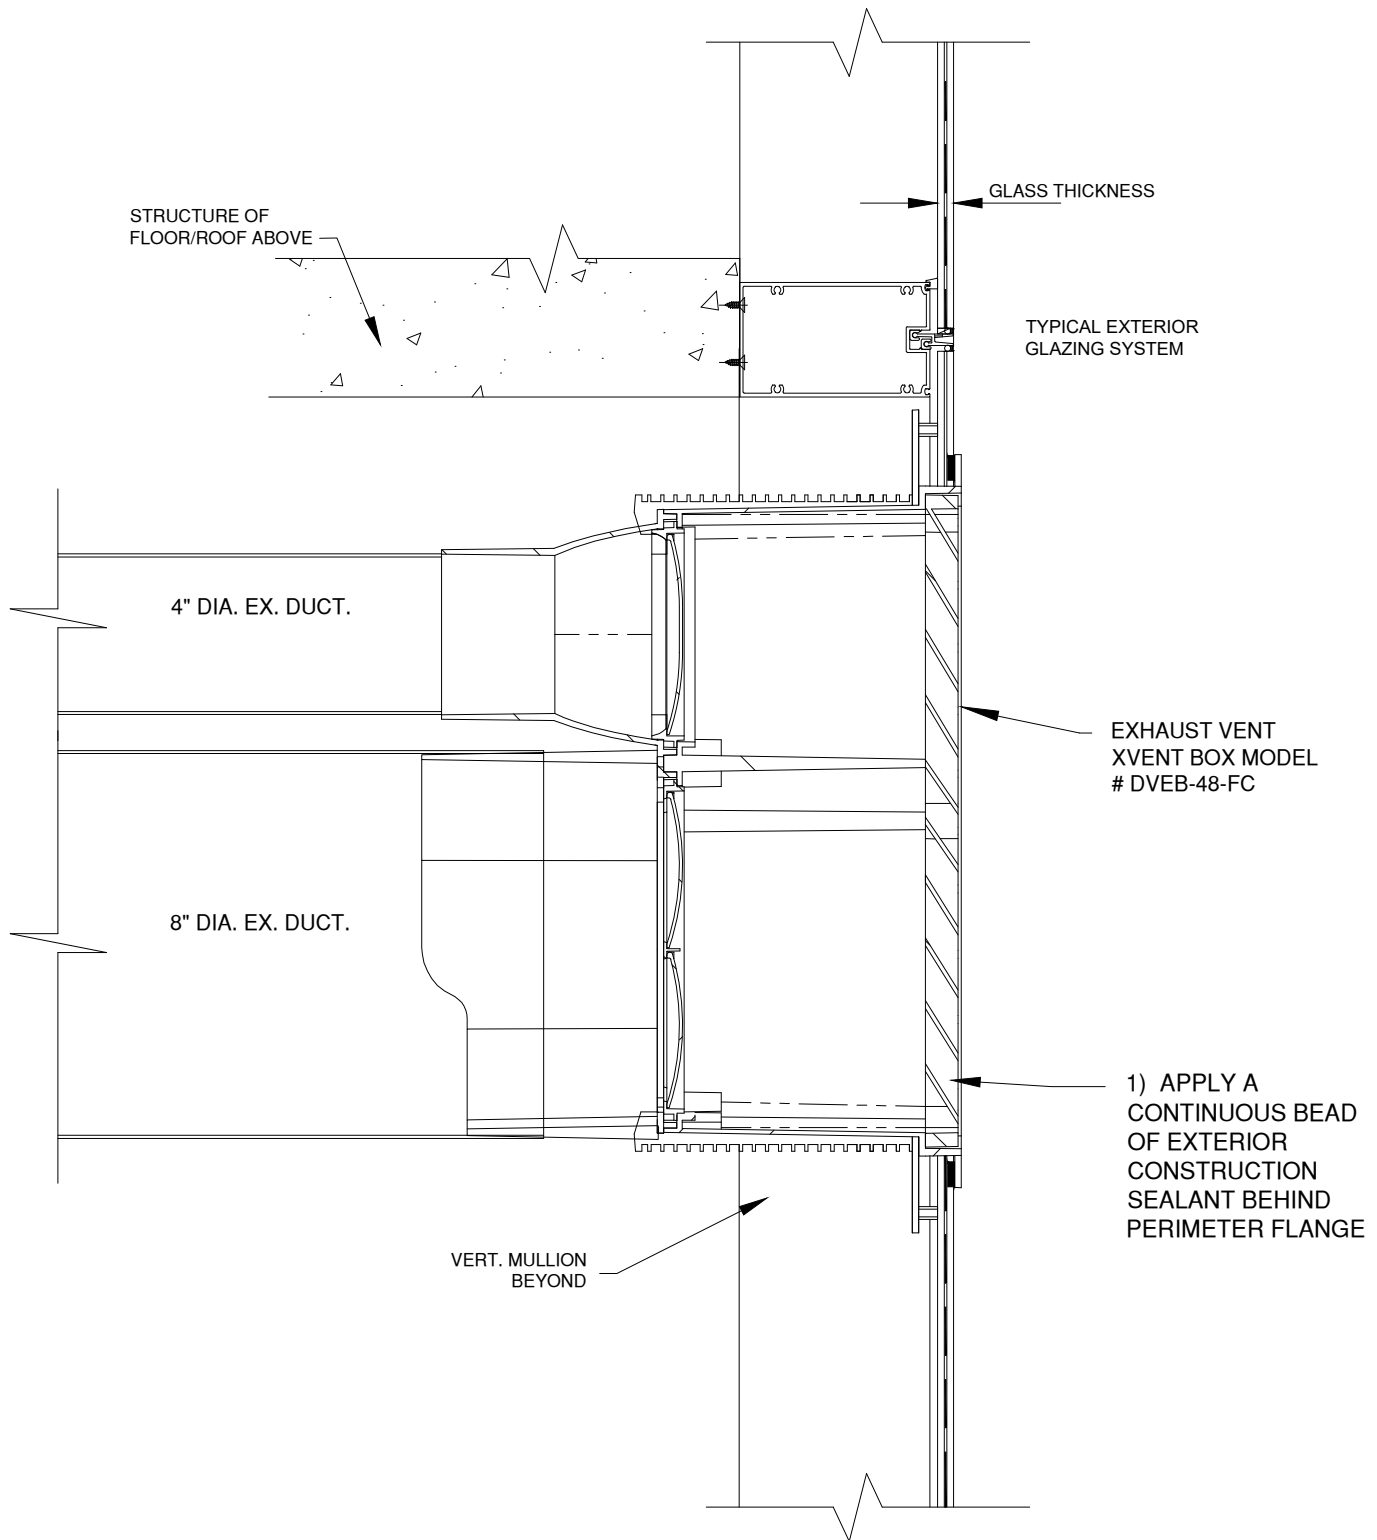 GLASS THICKNESS
STRUCTURE OF
FLOOR/ROOF ABOVE
TYPICAL EXTERIOR
GLAZING SYSTEM
4" DIA. EX. DUCT.
EXHAUST VENT
XVENT BOX MODEL
# DVEB-48-FC
8" DIA. EX. DUCT.
1) APPLY A
CONTINUOUS BEAD
OF EXTERIOR
CONSTRUCTION
SEALANT BEHIND
PERIMETER FLANGE
VERT. MULLION
BEYOND